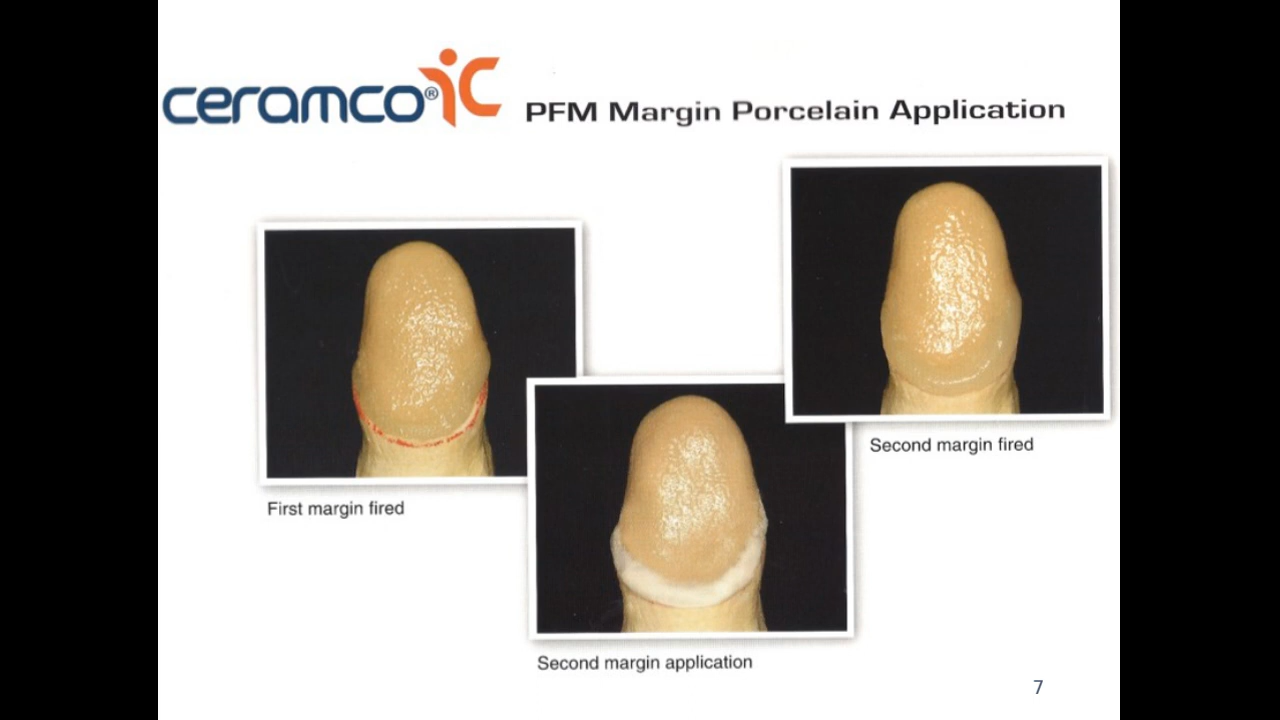 ceramco® iC
PFM Margin Porcelain Application
First margin fired
Second margin application
Second margin fired
7